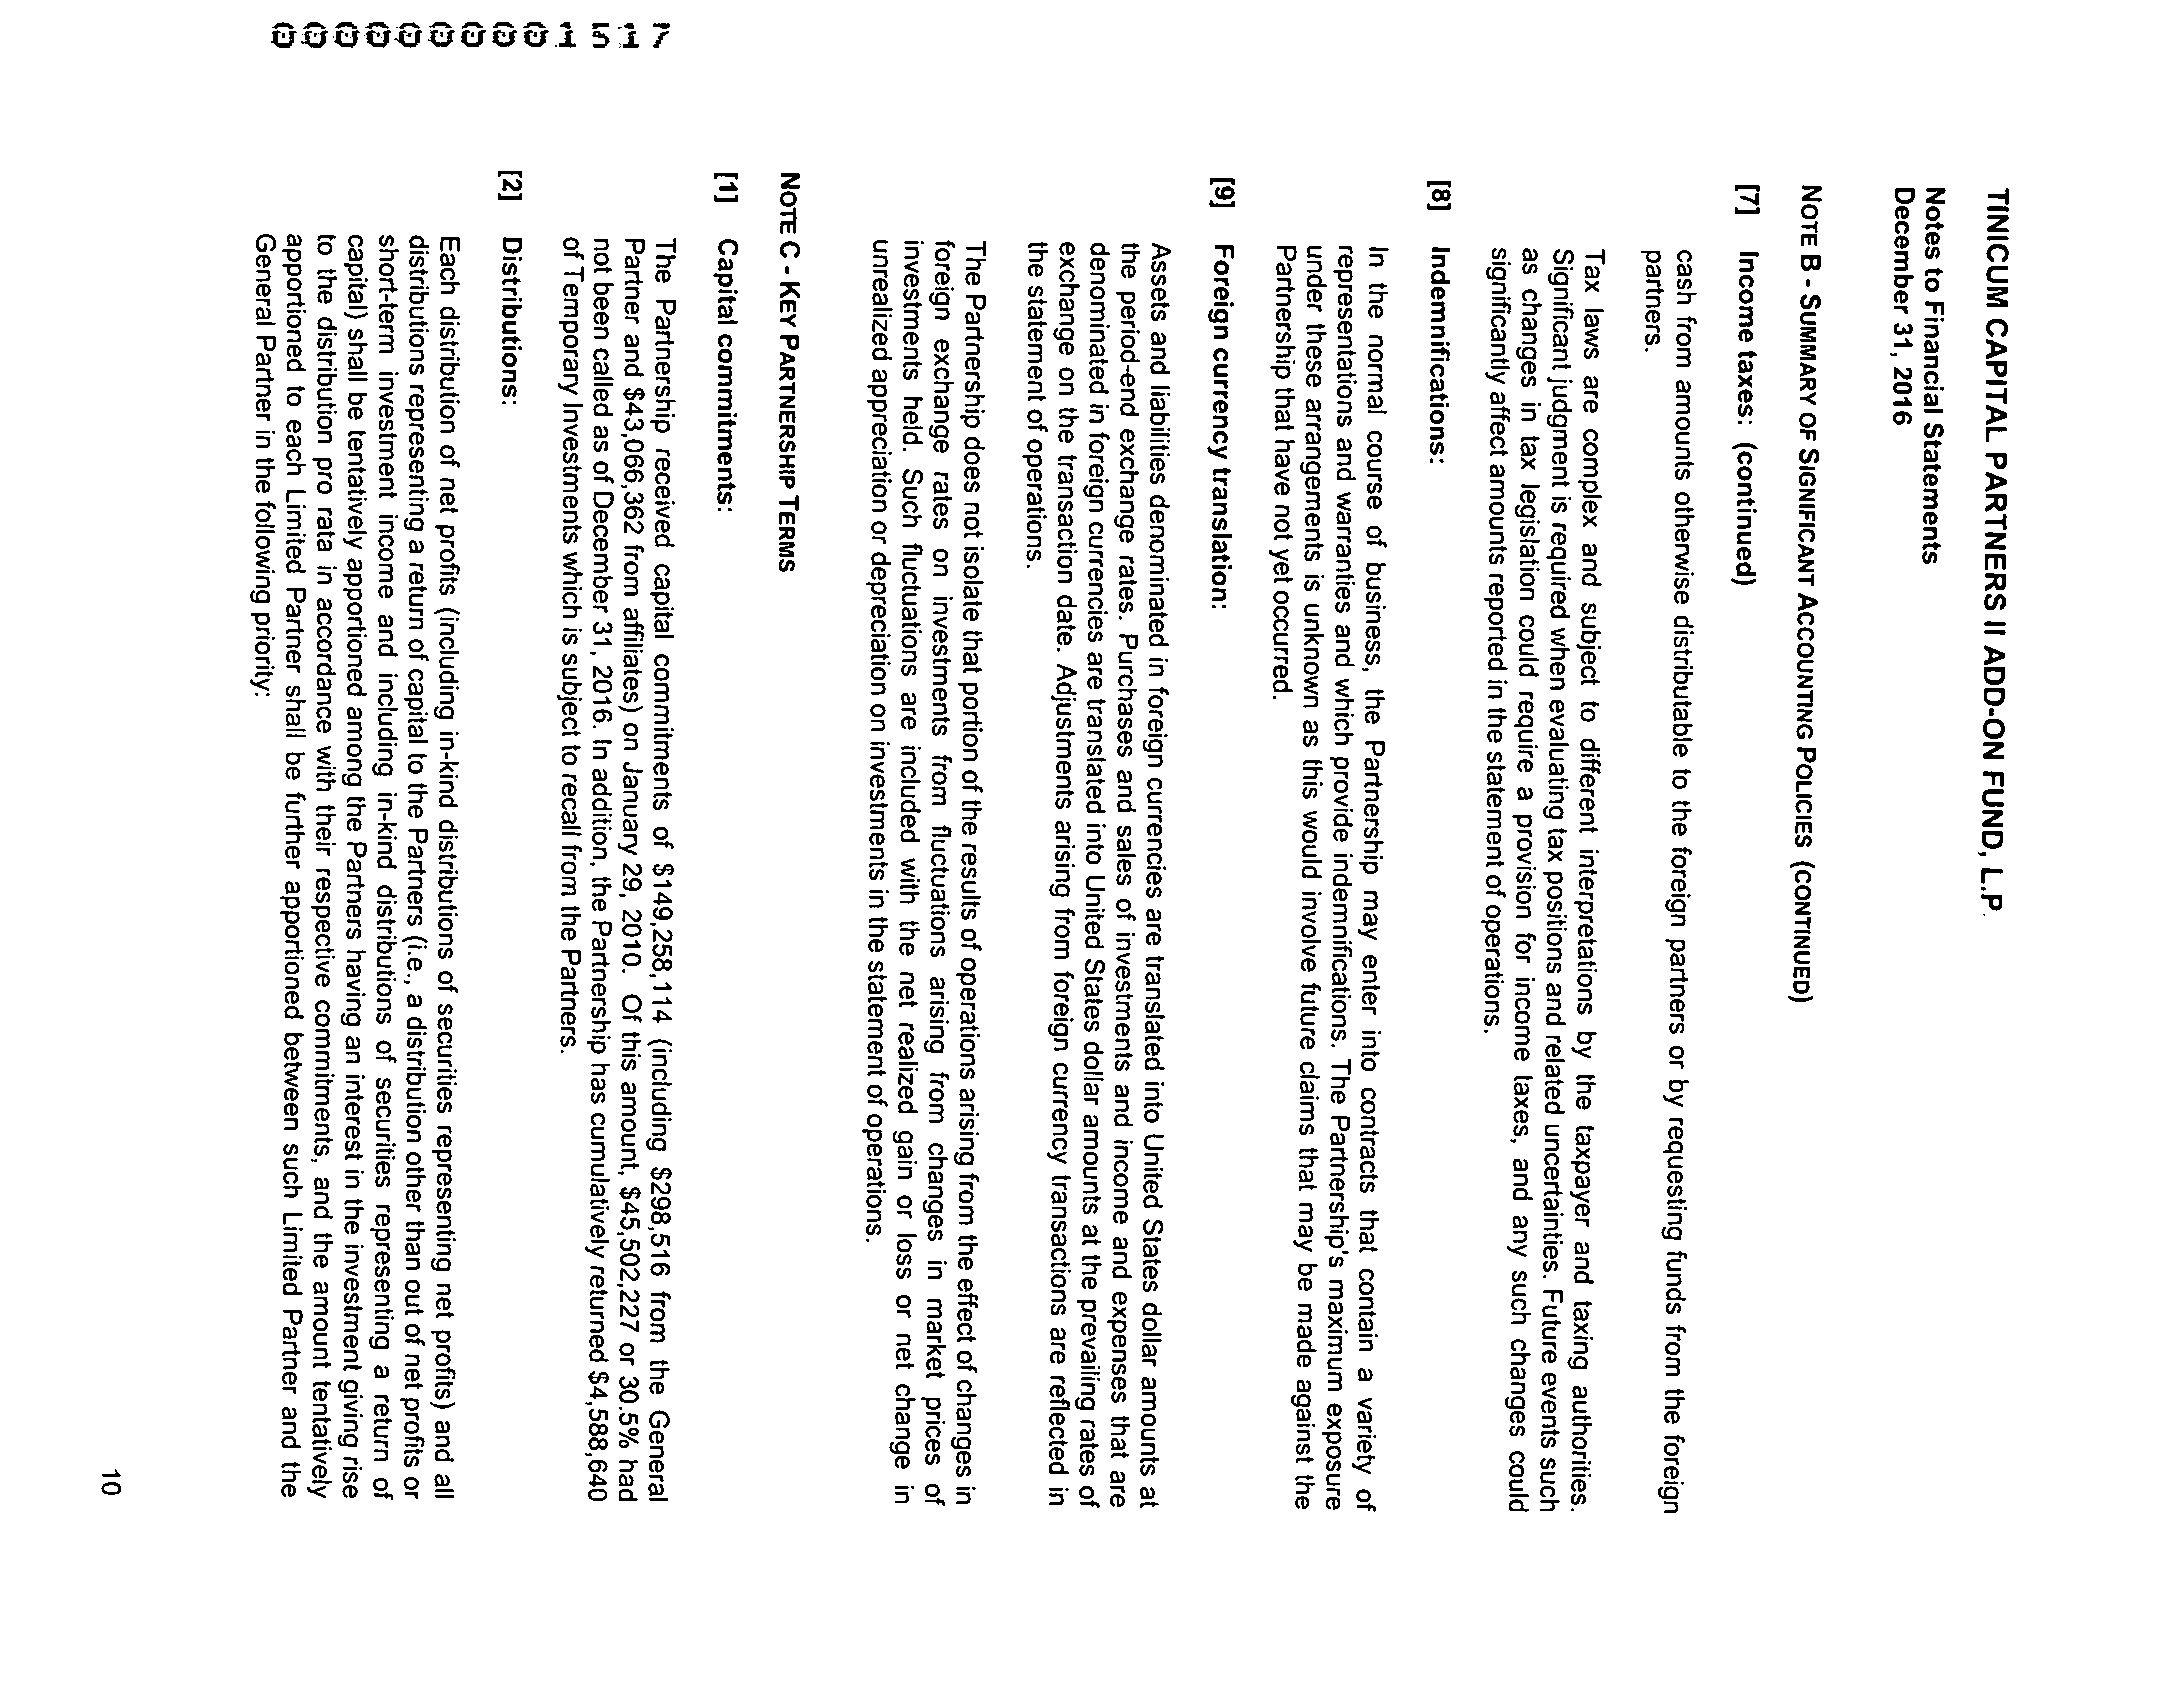 TINICUM CAPITAL PARTNERS II ADD-ON FUND, L.P.
Notes to Financial Statements
December 31, 2016
NOTE B - SUMMARY OF SIGNIFICANT ACCOUNTING POLICIES (CONTINUED)
[7] Income taxes: (continued)
cash from amounts otherwise distributable to the foreign partners or by requesting funds from the foreign
partners.
Tax laws are complex and subject to different interpretations by the taxpayer and taxing authorities.
Significant judgment is required when evaluating tax positions and related uncertainties. Future events such
as changes in tax legislation could require a provision for income taxes, and any such changes could
significantly affect amounts reported in the statement of operations.
[8] Indemnifications:
In the normal course of business, the Partnership may enter into contracts that contain a variety of
representations and warranties and which provide indemnifications. The Partnership's maximum exposure
under these arrangements is unknown as this would involve future claims that may be made against the
Partnership that have not yet occurred.
[9] Foreign currency translation:
Assets and liabilities denominated in foreign currencies are translated into United States dollar amounts at
the period-end exchange rates. Purchases and sales of investments and income and expenses that are
denominated in foreign currencies are translated into United States dollar amounts at the prevailing rates of
exchange on the transaction date. Adjustments arising from foreign currency transactions are reflected in
the statement of operations.
The Partnership does not isolate that portion of the results of operations arising from the effect of changes in
foreign exchange rates on investments from fluctuations arising from changes in market prices of
investments held. Such fluctuations are included with the net realized gain or loss or net change in
unrealized appreciation or depreciation on investments in the statement of operations.
NOTE C - KEY PARTNERSHIP TERMS
[1] Capital commitments:
The Partnership received capital commitments of $149,258,114 (including $298,516 from the General
Partner and $43,066,362 from affiliates) on January 29, 2010. Of this amount, $45,502,227 or 30.5% had
not been called as of December 31, 2016. In addition, the Partnership has cumulatively returned $4,588,640
of Temporary Investments which is subject to recall from the Partners.
[2] Distributions:
Each distribution of net profits (including in-kind distributions of securities representing net profits) and all
distributions representing a return of capital to the Partners (i.e., a distribution other than out of net profits or
short-term investment income and including in-kind distributions of securities representing a return of
capital) shall be tentatively apportioned among the Partners having an interest in the investment giving rise
to the distribution pro rata in accordance with their respective commitments, and the amount tentatively
apportioned to each Limited Partner shall be further apportioned between such Limited Partner and the
General Partner in the following priority:
10
0000000001517